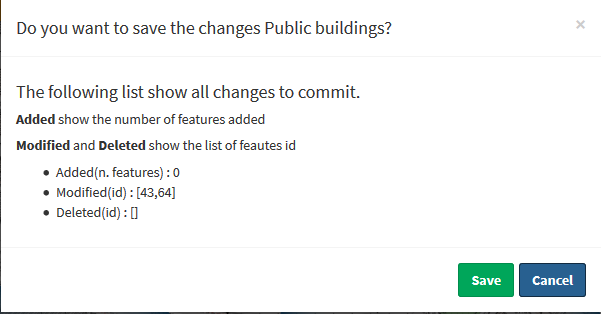 Do you want to save the changes Public buildings?
×
The following list show all changes to commit.
Added show the number of features added
Modified and Deleted show the list of feautes id
• Added(n. features) : 0
• Modified(id) : [43,64]
• Deleted(id) : []
Save Cancel